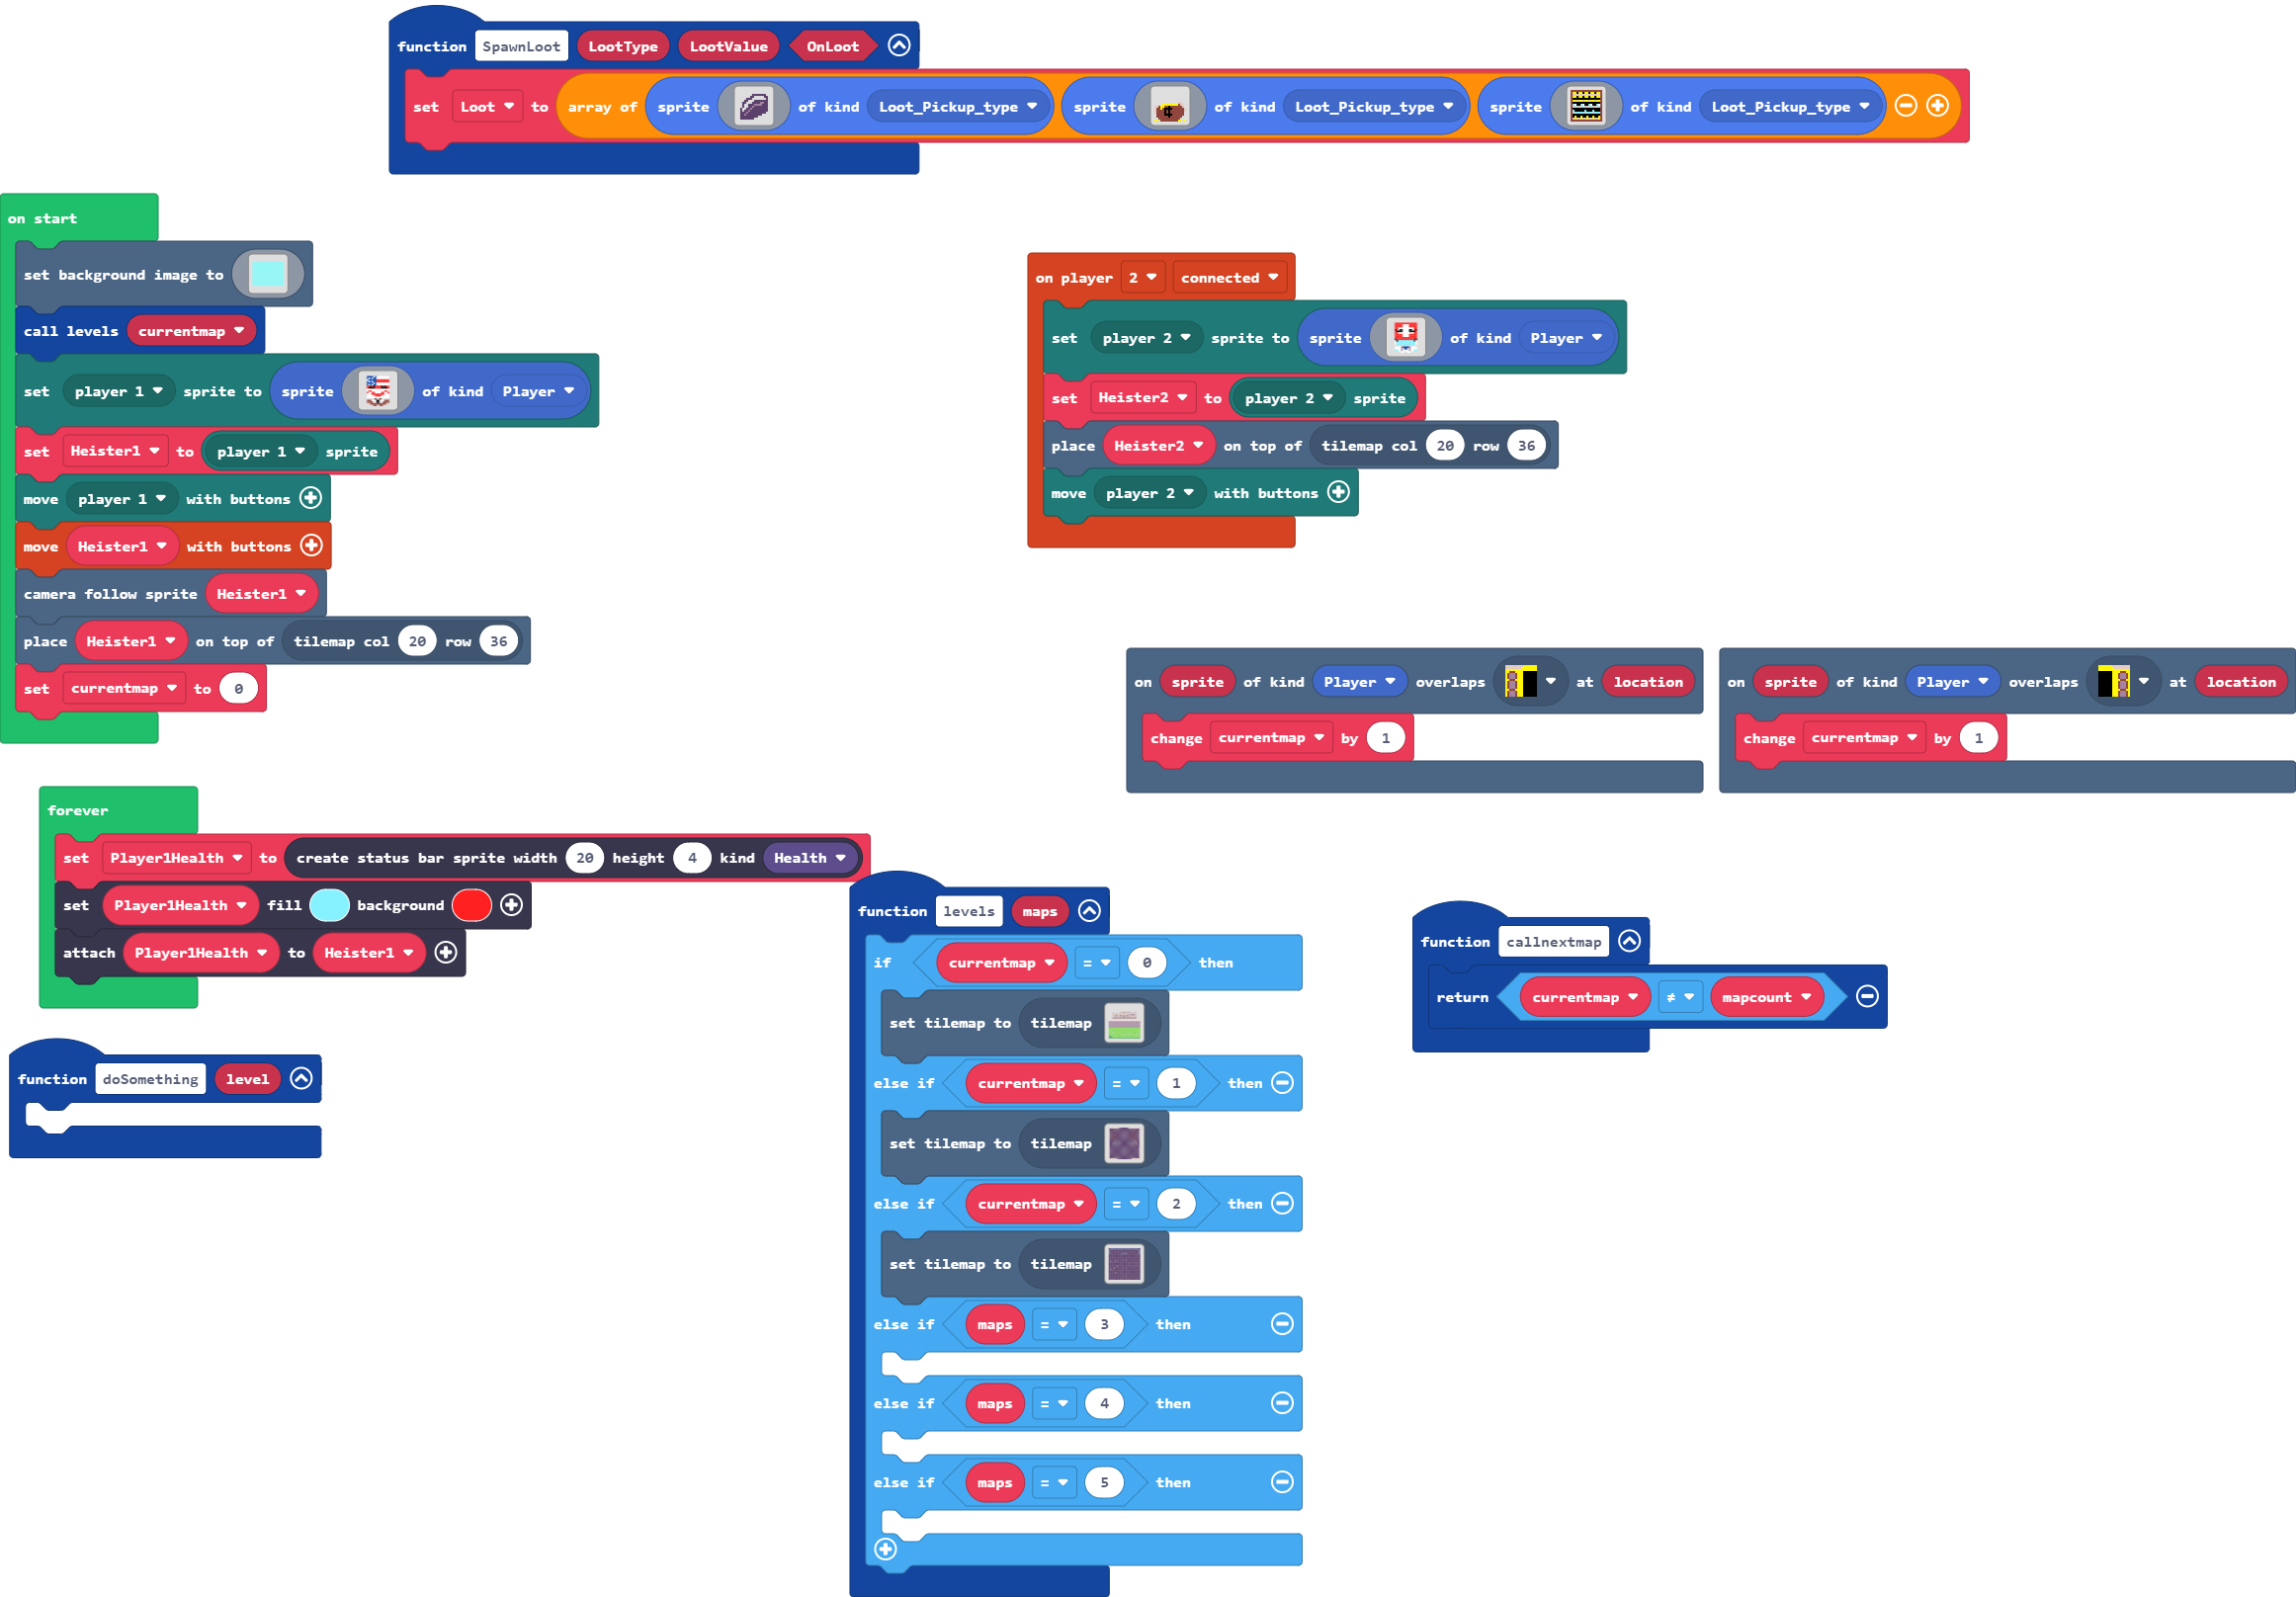 function SpawnLoot LootType LootValue OnLoot
set Loot to array of sprite of kind Loot_Pickup_type sprite of kind Loot_Pickup_type sprite of kind Loot_Pickup_type
on start
set background image to
call levels currentmap
set player 1 sprite to sprite of kind Player
set Heister1 to player 1 sprite
move player 1 with buttons
move Heister1 with buttons
camera follow sprite Heister1
place Heister1 on top of tilemap col 20 row 36
set currentmap to 0
on player 2 connected
set player 2 sprite to sprite of kind Player
set Heister2 to player 2 sprite
place Heister2 on top of tilemap col 20 row 36
move player 2 with buttons
on sprite of kind Player overlaps at location
change currentmap by 1
on sprite of kind Player overlaps at location
change currentmap by 1
forever
set Player1Health to create status bar sprite width 20 height 4 kind Health
set Player1Health fill background
attach Player1Health to Heister1
function doSomething level
function levels maps
if currentmap = 0 then
set tilemap to tilemap
else if currentmap = 1 then
set tilemap to tilemap
else if currentmap = 2 then
set tilemap to tilemap
else if maps = 3 then
else if maps = 4 then
else if maps = 5 then
function callnextmap
return currentmap ≠ mapcount